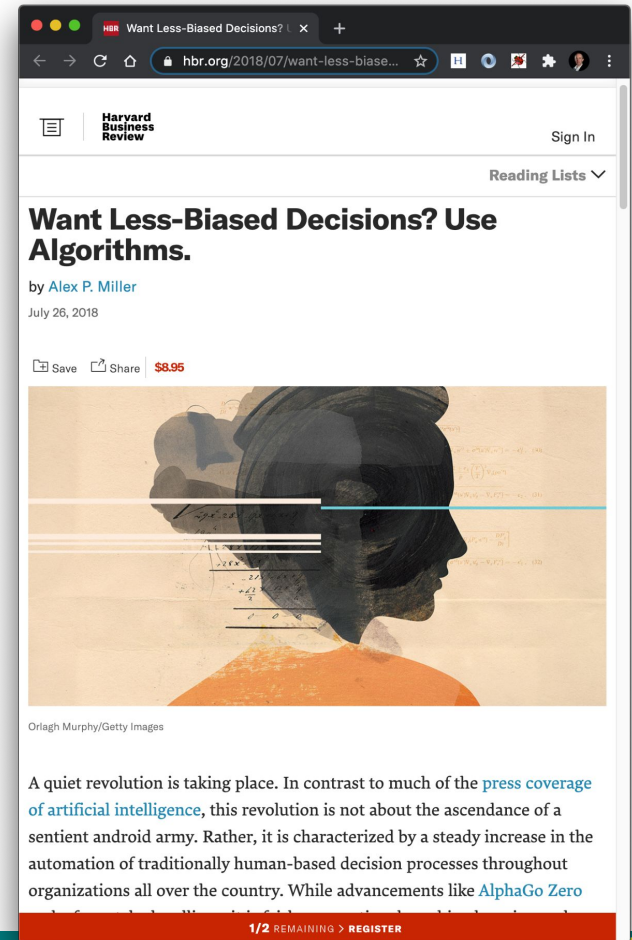 HBR Want Less-Biased Decisions? U
hbr.org/2018/07/want-less-biase...
H
Harvard
Business
Review
Sign In
Reading Lists
Want Less-Biased Decisions? Use
Algorithms.
by Alex P. Miller
July 26, 2018
Save Share $8.95
Orlagh Murphy/Getty Images
A quiet revolution is taking place. In contrast to much of the press coverage
of artificial intelligence, this revolution is not about the ascendance of a
sentient android army. Rather, it is characterized by a steady increase in the
automation of traditionally human-based decision processes throughout
organizations all over the country. While advancements like AlphaGo Zero
1/2 REMAINING > REGISTER